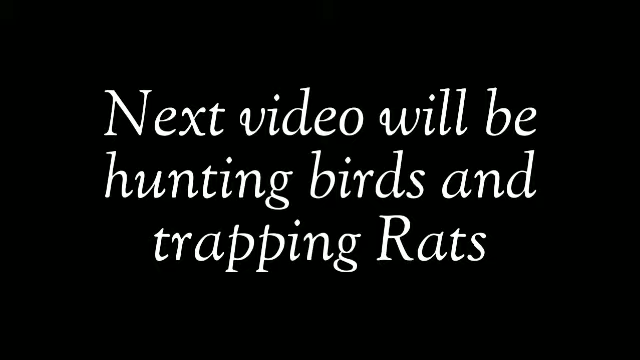 Next video will be
hunting birds and
trapping Rats